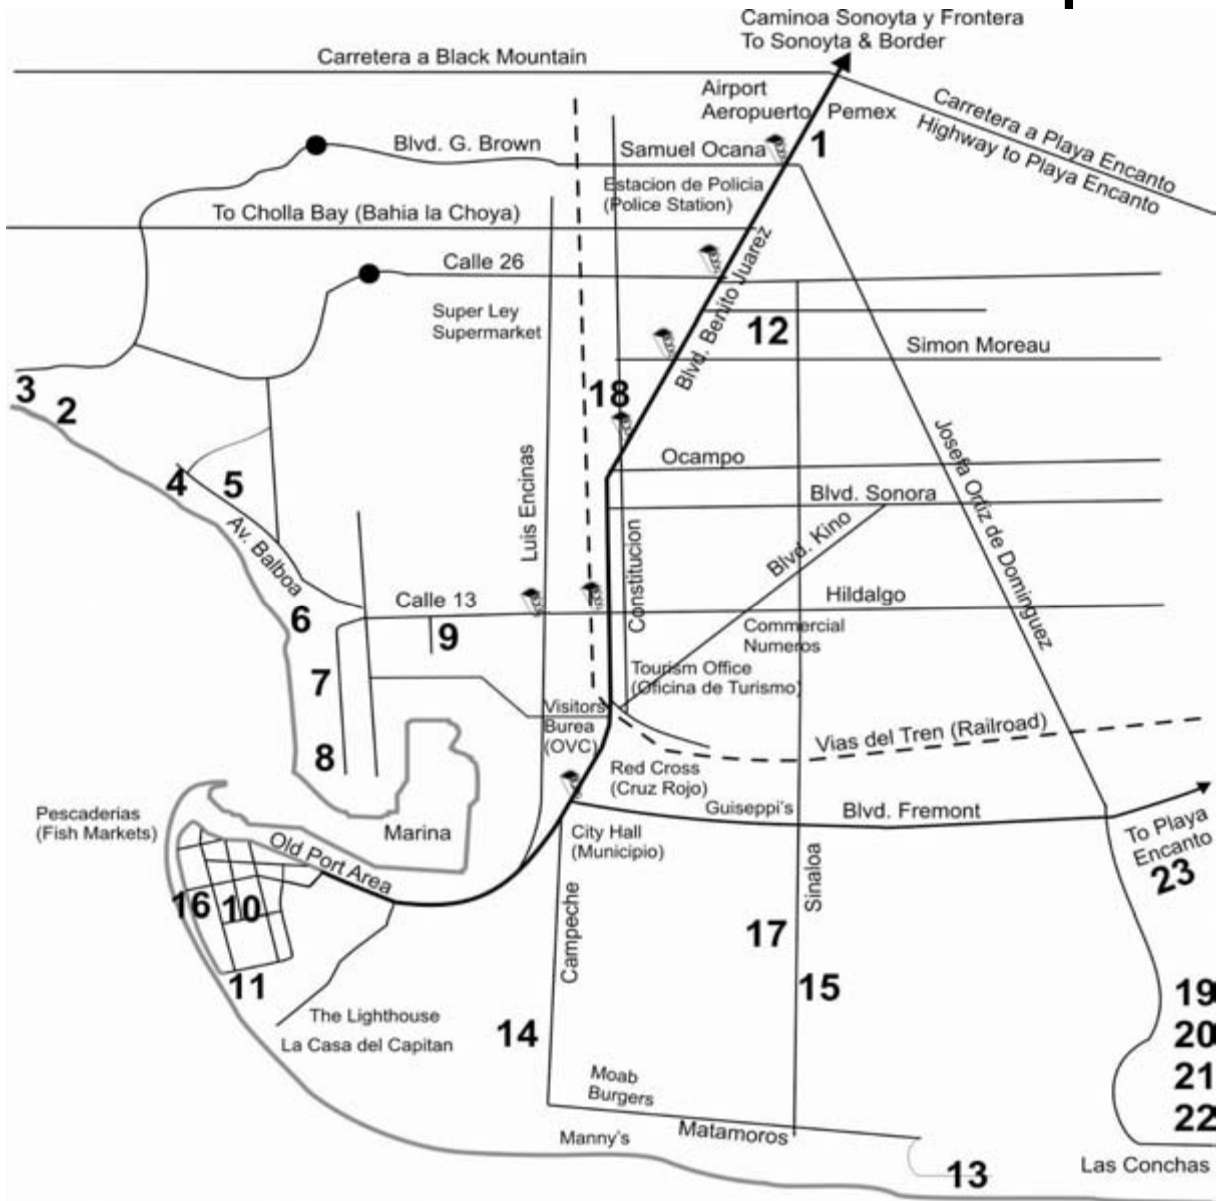 Caminoa Sonoyta y Frontera
To Sonoyta & Border
Carretera a Black Mountain
Airport
Aeropuerto
Pemex
Carretera a Playa Encanto
Highway to Playa Encanto
1
Blvd. G. Brown
Samuel Ocana
Estacion de Policia
(Police Station)
To Cholla Bay (Bahia la Choya)
Blvd. Benito Juarez
Calle 26
Super Ley
Supermarket
12
Simon Moreau
3
2
18
Josefa Ortiz de Dominguez
Ocampo
4
5
Luis Encinas
Blvd. Sonora
Av. Balboa
Constitucion
Blvd. Kino
Calle 13
Hildalgo
6
9
Commercial
Numeros
7
Tourism Office
(Oficina de Turismo)
Visitors
Burea
(OVC)
Vias del Tren (Railroad)
8
Red Cross
(Cruz Rojo)
Guiseppi's
Blvd. Fremont
Pescaderias
(Fish Markets)
Marina
City Hall
(Municipio)
To Playa
Encanto
23
Old Port Area
Sinaloa
16
10
Campeche
17
11
15
19
The Lighthouse
14
20
La Casa del Capitan
21
Moab
Burgers
22
Manny's
Matamoros
13
Las Conchas